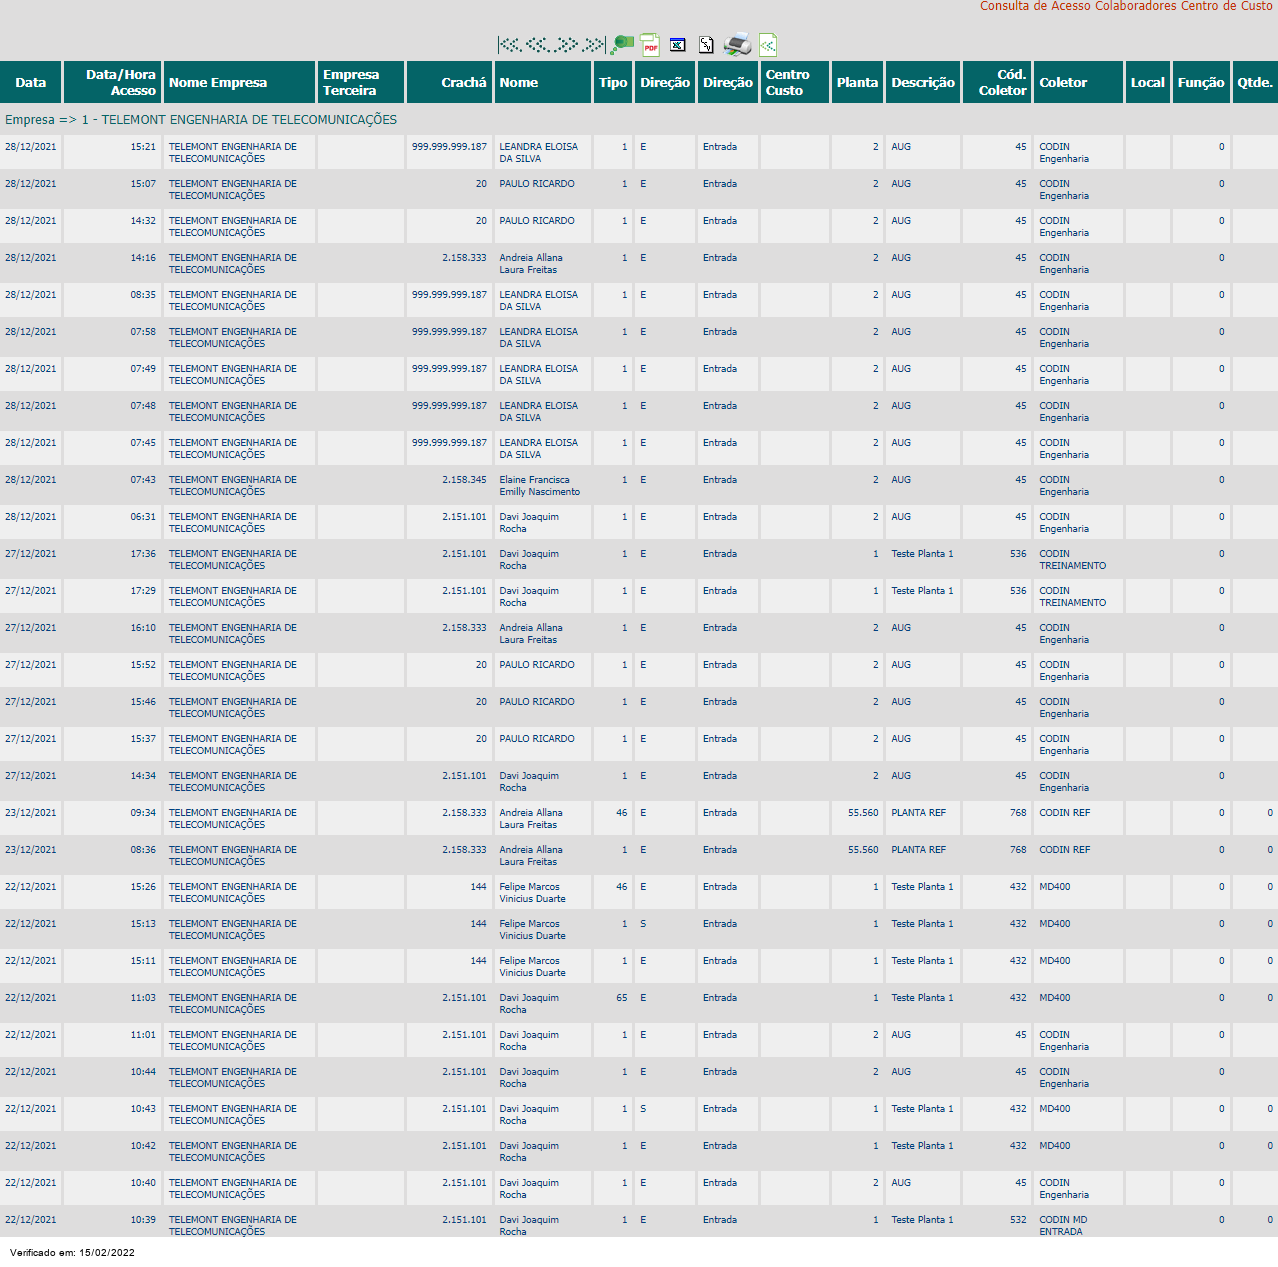 Consulta de Acesso Colaboradores Centro de Custo
PDF
Data Data/Hora Acesso Nome Empresa Empresa Terceira Crachá Nome Tipo Direção Direção Centro Custo Planta Descrição Cód. Coletor Coletor Local Função Qtde.
Empresa => 1 - TELEMONT ENGENHARIA DE TELECOMUNICAÇÕES
28/12/2021 15:21 TELEMONT ENGENHARIA DE TELECOMUNICAÇÕES 999.999.999.187 LEANDRA ELOISA DA SILVA 1 E Entrada 2 AUG 45 CODIN Engenharia 0
28/12/2021 15:07 TELEMONT ENGENHARIA DE TELECOMUNICAÇÕES 20 PAULO RICARDO 1 E Entrada 2 AUG 45 CODIN Engenharia 0
28/12/2021 14:32 TELEMONT ENGENHARIA DE TELECOMUNICAÇÕES 20 PAULO RICARDO 1 E Entrada 2 AUG 45 CODIN Engenharia 0
28/12/2021 14:16 TELEMONT ENGENHARIA DE TELECOMUNICAÇÕES 2.158.333 Andreia Allana Laura Freitas 1 E Entrada 2 AUG 45 CODIN Engenharia 0
28/12/2021 08:35 TELEMONT ENGENHARIA DE TELECOMUNICAÇÕES 999.999.999.187 LEANDRA ELOISA DA SILVA 1 E Entrada 2 AUG 45 CODIN Engenharia 0
28/12/2021 07:58 TELEMONT ENGENHARIA DE TELECOMUNICAÇÕES 999.999.999.187 LEANDRA ELOISA DA SILVA 1 E Entrada 2 AUG 45 CODIN Engenharia 0
28/12/2021 07:49 TELEMONT ENGENHARIA DE TELECOMUNICAÇÕES 999.999.999.187 LEANDRA ELOISA DA SILVA 1 E Entrada 2 AUG 45 CODIN Engenharia 0
28/12/2021 07:48 TELEMONT ENGENHARIA DE TELECOMUNICAÇÕES 999.999.999.187 LEANDRA ELOISA DA SILVA 1 E Entrada 2 AUG 45 CODIN Engenharia 0
28/12/2021 07:45 TELEMONT ENGENHARIA DE TELECOMUNICAÇÕES 999.999.999.187 LEANDRA ELOISA DA SILVA 1 E Entrada 2 AUG 45 CODIN Engenharia 0
28/12/2021 07:43 TELEMONT ENGENHARIA DE TELECOMUNICAÇÕES 2.158.345 Elaine Francisca Emilly Nascimento 1 E Entrada 2 AUG 45 CODIN Engenharia 0
28/12/2021 06:31 TELEMONT ENGENHARIA DE TELECOMUNICAÇÕES 2.151.101 Davi Joaquim Rocha 1 E Entrada 2 AUG 45 CODIN Engenharia 0
27/12/2021 17:36 TELEMONT ENGENHARIA DE TELECOMUNICAÇÕES 2.151.101 Davi Joaquim Rocha 1 E Entrada 1 Teste Planta 1 536 CODIN TREINAMENTO 0
27/12/2021 17:29 TELEMONT ENGENHARIA DE TELECOMUNICAÇÕES 2.151.101 Davi Joaquim Rocha 1 E Entrada 1 Teste Planta 1 536 CODIN TREINAMENTO 0
27/12/2021 16:10 TELEMONT ENGENHARIA DE TELECOMUNICAÇÕES 2.158.333 Andreia Allana Laura Freitas 1 E Entrada 2 AUG 45 CODIN Engenharia 0
27/12/2021 15:52 TELEMONT ENGENHARIA DE TELECOMUNICAÇÕES 20 PAULO RICARDO 1 E Entrada 2 AUG 45 CODIN Engenharia 0
27/12/2021 15:46 TELEMONT ENGENHARIA DE TELECOMUNICAÇÕES 20 PAULO RICARDO 1 E Entrada 2 AUG 45 CODIN Engenharia 0
27/12/2021 15:37 TELEMONT ENGENHARIA DE TELECOMUNICAÇÕES 20 PAULO RICARDO 1 E Entrada 2 AUG 45 CODIN Engenharia 0
27/12/2021 14:34 TELEMONT ENGENHARIA DE TELECOMUNICAÇÕES 2.151.101 Davi Joaquim Rocha 1 E Entrada 2 AUG 45 CODIN Engenharia 0
23/12/2021 09:34 TELEMONT ENGENHARIA DE TELECOMUNICAÇÕES 2.158.333 Andreia Allana Laura Freitas 46 E Entrada 55.560 PLANTA REF 768 CODIN REF 0 0
23/12/2021 08:36 TELEMONT ENGENHARIA DE TELECOMUNICAÇÕES 2.158.333 Andreia Allana Laura Freitas 1 E Entrada 55.560 PLANTA REF 768 CODIN REF 0 0
22/12/2021 15:26 TELEMONT ENGENHARIA DE TELECOMUNICAÇÕES 144 Felipe Marcos Vinicius Duarte 46 E Entrada 1 Teste Planta 1 432 MD400 0 0
22/12/2021 15:13 TELEMONT ENGENHARIA DE TELECOMUNICAÇÕES 144 Felipe Marcos Vinicius Duarte 1 S Entrada 1 Teste Planta 1 432 MD400 0 0
22/12/2021 15:11 TELEMONT ENGENHARIA DE TELECOMUNICAÇÕES 144 Felipe Marcos Vinicius Duarte 1 E Entrada 1 Teste Planta 1 432 MD400 0 0
22/12/2021 11:03 TELEMONT ENGENHARIA DE TELECOMUNICAÇÕES 2.151.101 Davi Joaquim Rocha 65 E Entrada 1 Teste Planta 1 432 MD400 0 0
22/12/2021 11:01 TELEMONT ENGENHARIA DE TELECOMUNICAÇÕES 2.151.101 Davi Joaquim Rocha 1 E Entrada 2 AUG 45 CODIN Engenharia 0
22/12/2021 10:44 TELEMONT ENGENHARIA DE TELECOMUNICAÇÕES 2.151.101 Davi Joaquim Rocha 1 E Entrada 2 AUG 45 CODIN Engenharia 0
22/12/2021 10:43 TELEMONT ENGENHARIA DE TELECOMUNICAÇÕES 2.151.101 Davi Joaquim Rocha 1 S Entrada 1 Teste Planta 1 432 MD400 0 0
22/12/2021 10:42 TELEMONT ENGENHARIA DE TELECOMUNICAÇÕES 2.151.101 Davi Joaquim Rocha 1 E Entrada 1 Teste Planta 1 432 MD400 0 0
22/12/2021 10:40 TELEMONT ENGENHARIA DE TELECOMUNICAÇÕES 2.151.101 Davi Joaquim Rocha 1 E Entrada 2 AUG 45 CODIN Engenharia 0
22/12/2021 10:39 TELEMONT ENGENHARIA DE TELECOMUNICAÇÕES 2.151.101 Davi Joaquim Rocha 1 E Entrada 1 Teste Planta 1 532 CODIN MD ENTRADA 0 0
Verificado em: 15/02/2022